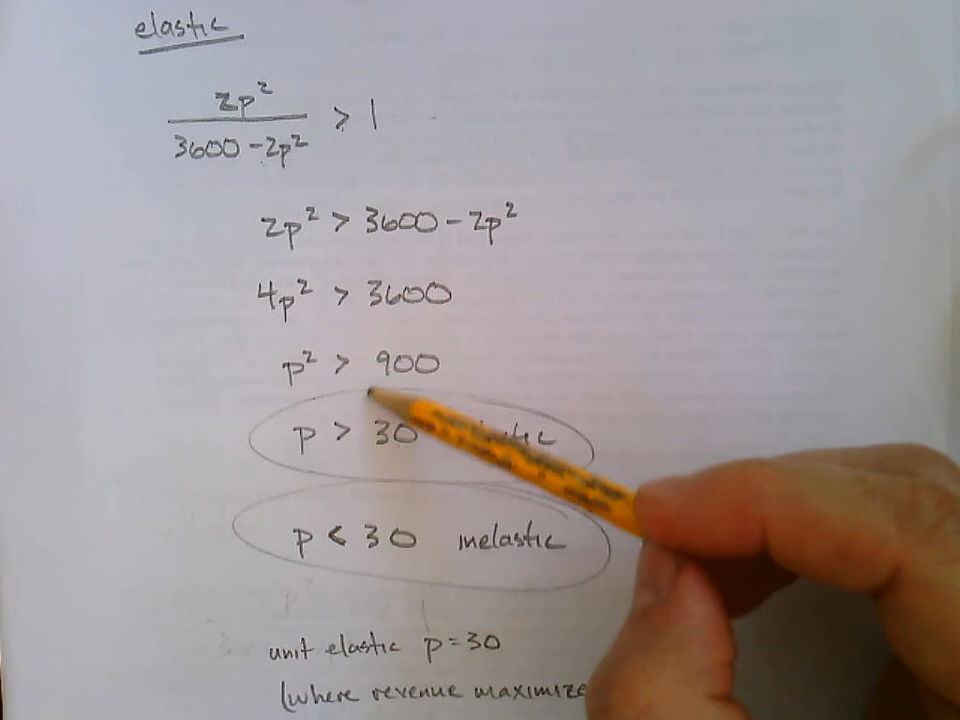 elastic
2p²
3600 - 2p²
> 1
2p² > 3600 - 2p²
4p² > 3600
p² > 900
p > 30
p < 30 inelastic
unit elastic p = 30
(where revenue